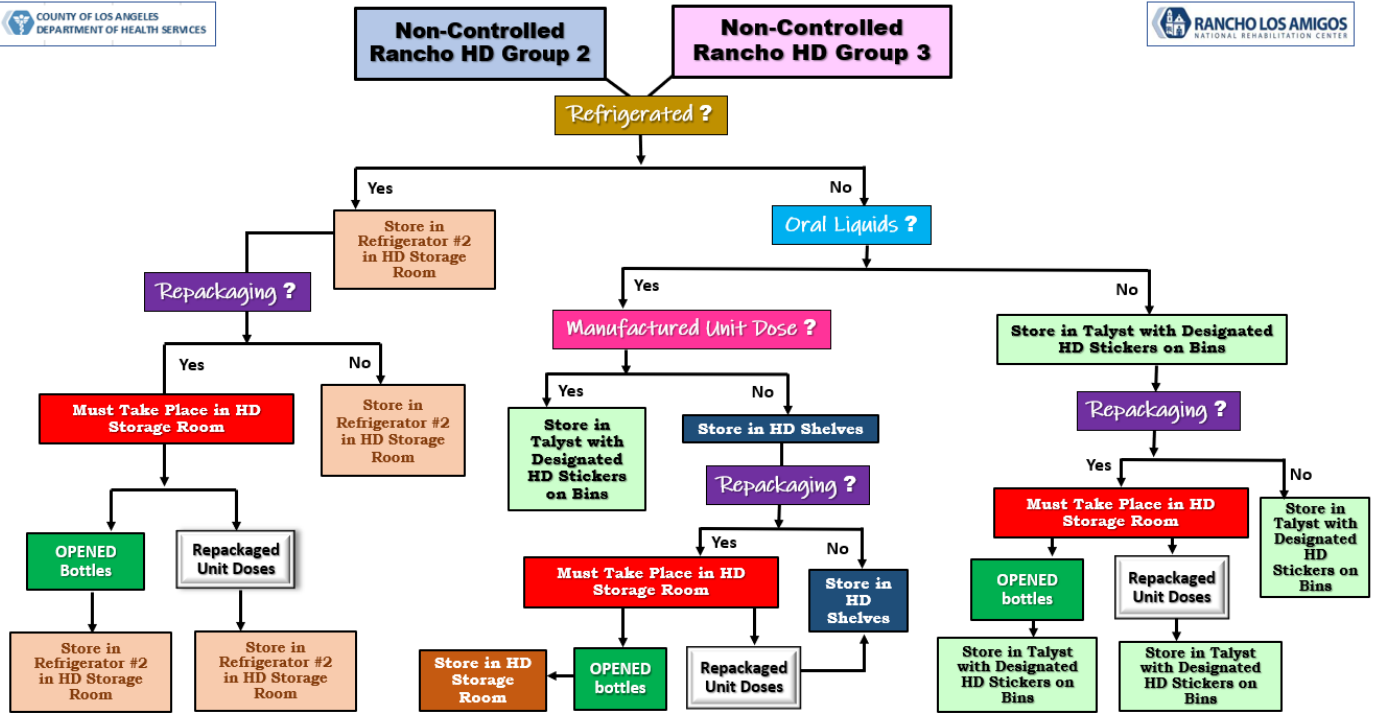 COUNTY OF LOS ANGELES
DEPARTMENT OF HEALTH SERVICES
Non-Controlled
Rancho HD Group 2
Non-Controlled
Rancho HD Group 3
RANCHO LOS AMIGOS
NATIONAL REHABILITATION CENTER
Refrigerated ?
Yes
No
Store in
Refrigerator #2
in HD Storage
Room
Oral Liquids ?
Repackaging ?
Yes
No
Manufactured Unit Dose ?
Store in Talyst with Designated
HD Stickers on Bins
Yes
No
Must Take Place in HD
Storage Room
Store in
Refrigerator #2
in HD Storage
Room
Yes
No
Store in
Talyst with
Designated
HD Stickers
on Bins
Store in HD Shelves
Repackaging ?
Repackaging ?
Yes
No
Must Take Place in HD
Storage Room
Store in
Talyst with
Designated
HD
Stickers on
Bins
OPENED
Bottles
Repackaged
Unit Doses
Yes
No
Must Take Place in HD
Storage Room
Store in
HD
Shelves
OPENED
bottles
Repackaged
Unit Doses
Store in
Refrigerator #2
in HD Storage
Room
Store in
Refrigerator #2
in HD Storage
Room
Store in HD
Storage
Room
OPENED
bottles
Repackaged
Unit Doses
Store in Talyst
with Designated
HD Stickers on
Bins
Store in Talyst
with Designated
HD Stickers on
Bins